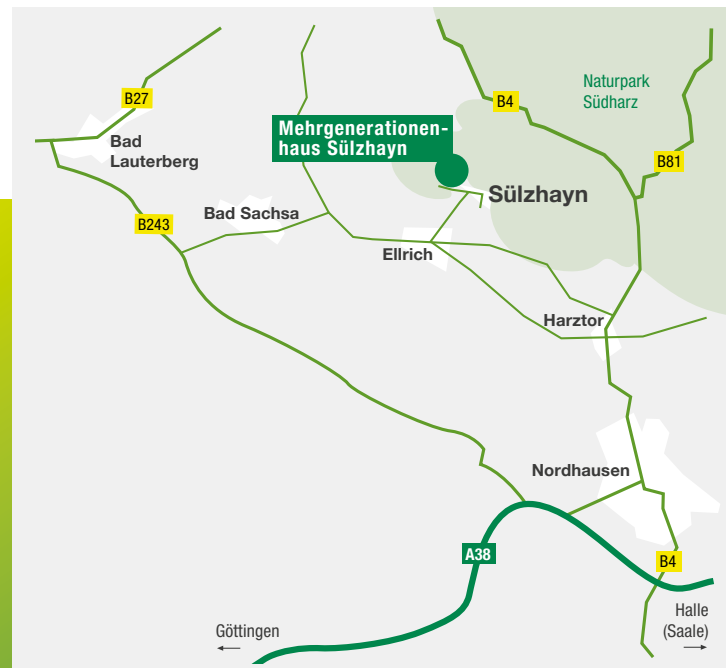 Naturpark
Südharz
B27
B4
Mehrgenerationen-
haus Sülzhayn
Bad
Lauterberg
B81
Sülzhayn
Bad Sachsa
B243
Ellrich
Harztor
Nordhausen
A38
B4
Göttingen
←
Halle
(Saale)
→